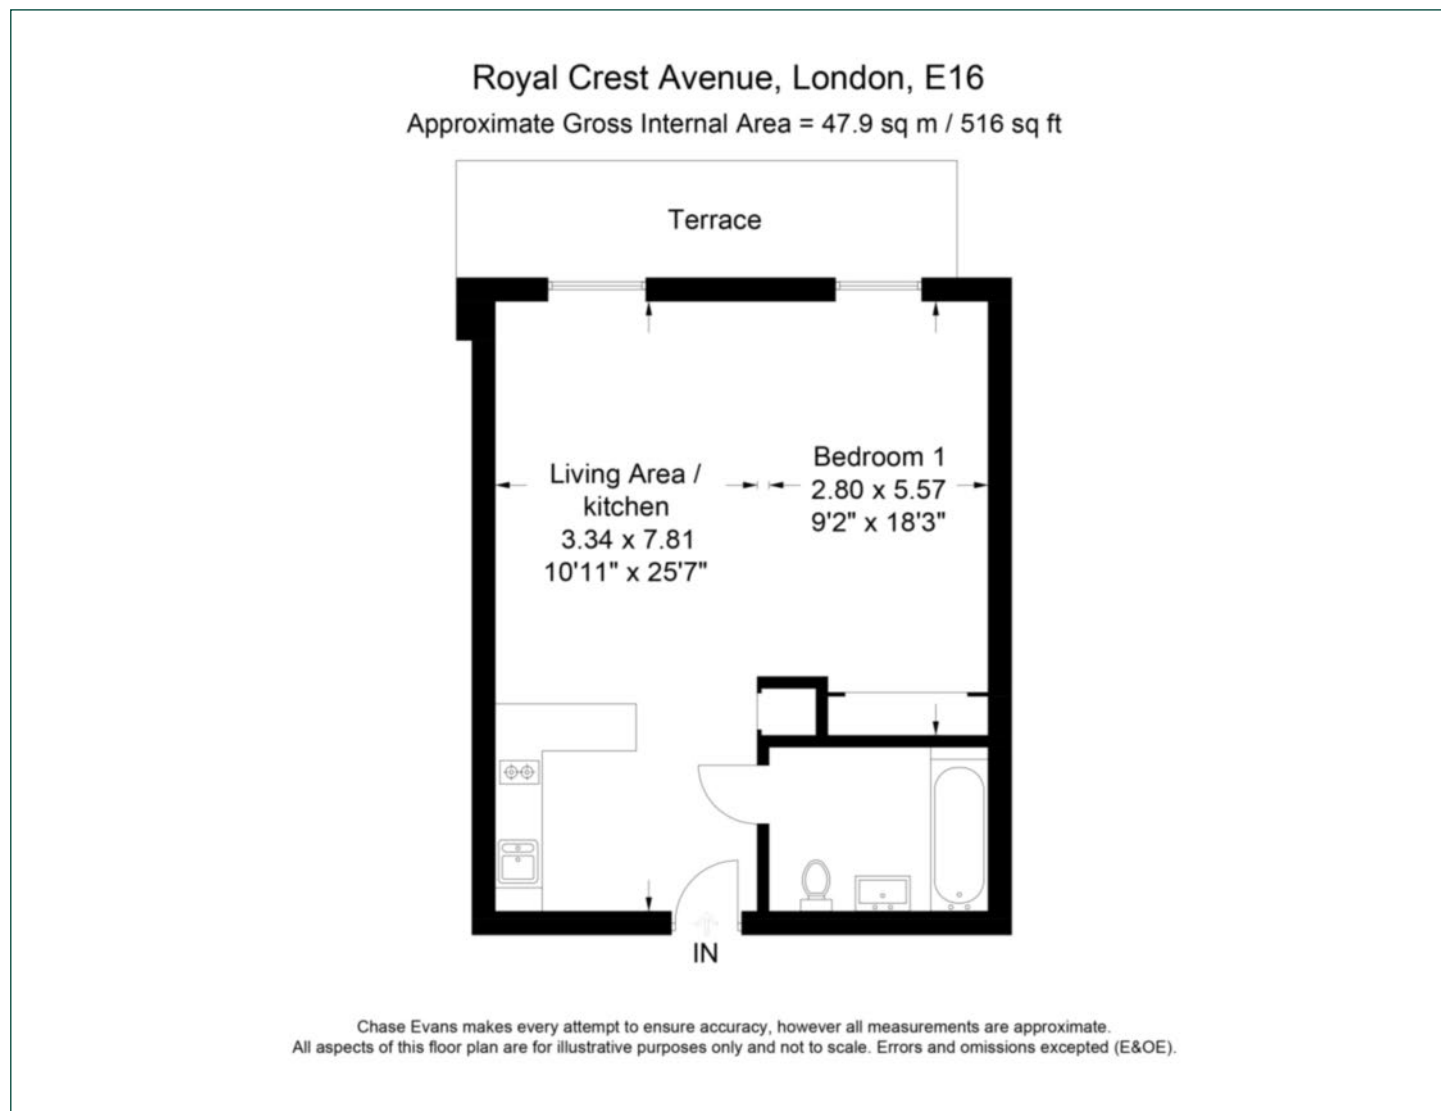 Royal Crest Avenue, London, E16
Approximate Gross Internal Area = 47.9 sq m / 516 sq ft
Terrace
Living Area /
kitchen
3.34 x 7.81
10'11" x 25'7"
Bedroom 1
2.80 x 5.57
9'2" x 18'3"
IN
Chase Evans makes every attempt to ensure accuracy, however all measurements are approximate.
All aspects of this floor plan are for illustrative purposes only and not to scale. Errors and omissions excepted (E&OE).